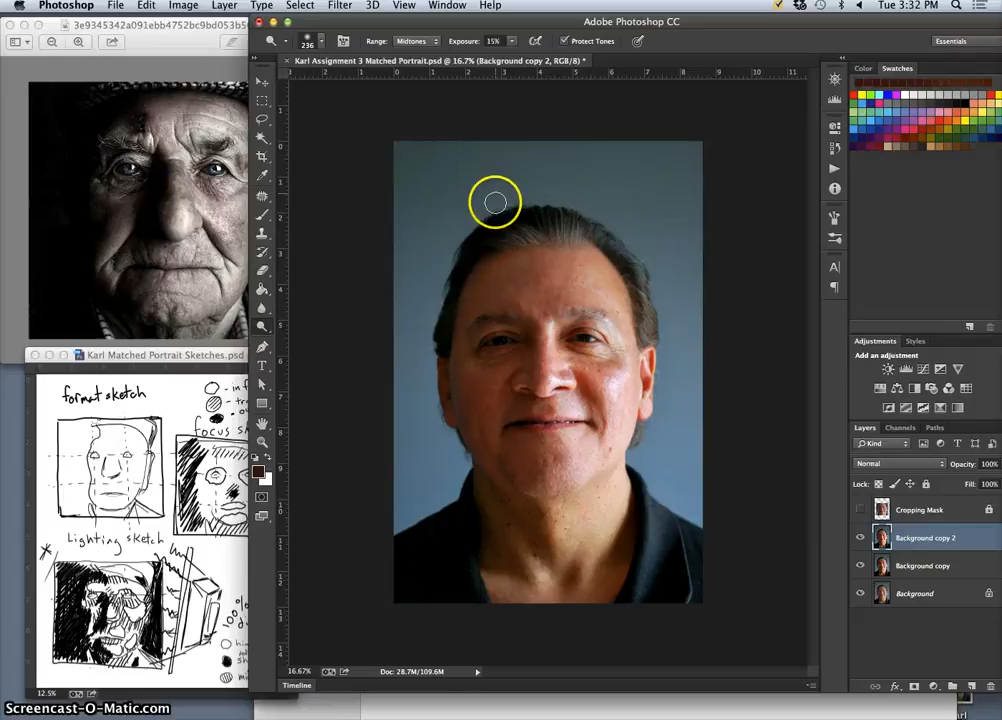 Photoshop File Edit Image Layer Type Select Filter 3D View Window Help
Tue 3:32 PM
3e9345342a091ebb4752bc9bd53b5
Adobe Photoshop CC
236 Range: Midtones Exposure: 15% Protect Tones Essentials
Karl Assignment 3 Matched Portrait.psd @ 16.7% (Background copy 2, RGB/8) *
Color Swatches
Karl Matched Portrait Sketches.psd
format sketch
focus
Lighting sketch
12.5%
Adjustments Styles
Add an adjustment
Layers Channels Paths
Kind
Normal Opacity: 100%
Lock: Fill: 100%
Cropping Mask
Background copy 2
Background copy
Background
16.67% Doc: 28.7M/109.6M
Timeline
Screencast-O-Matic.com